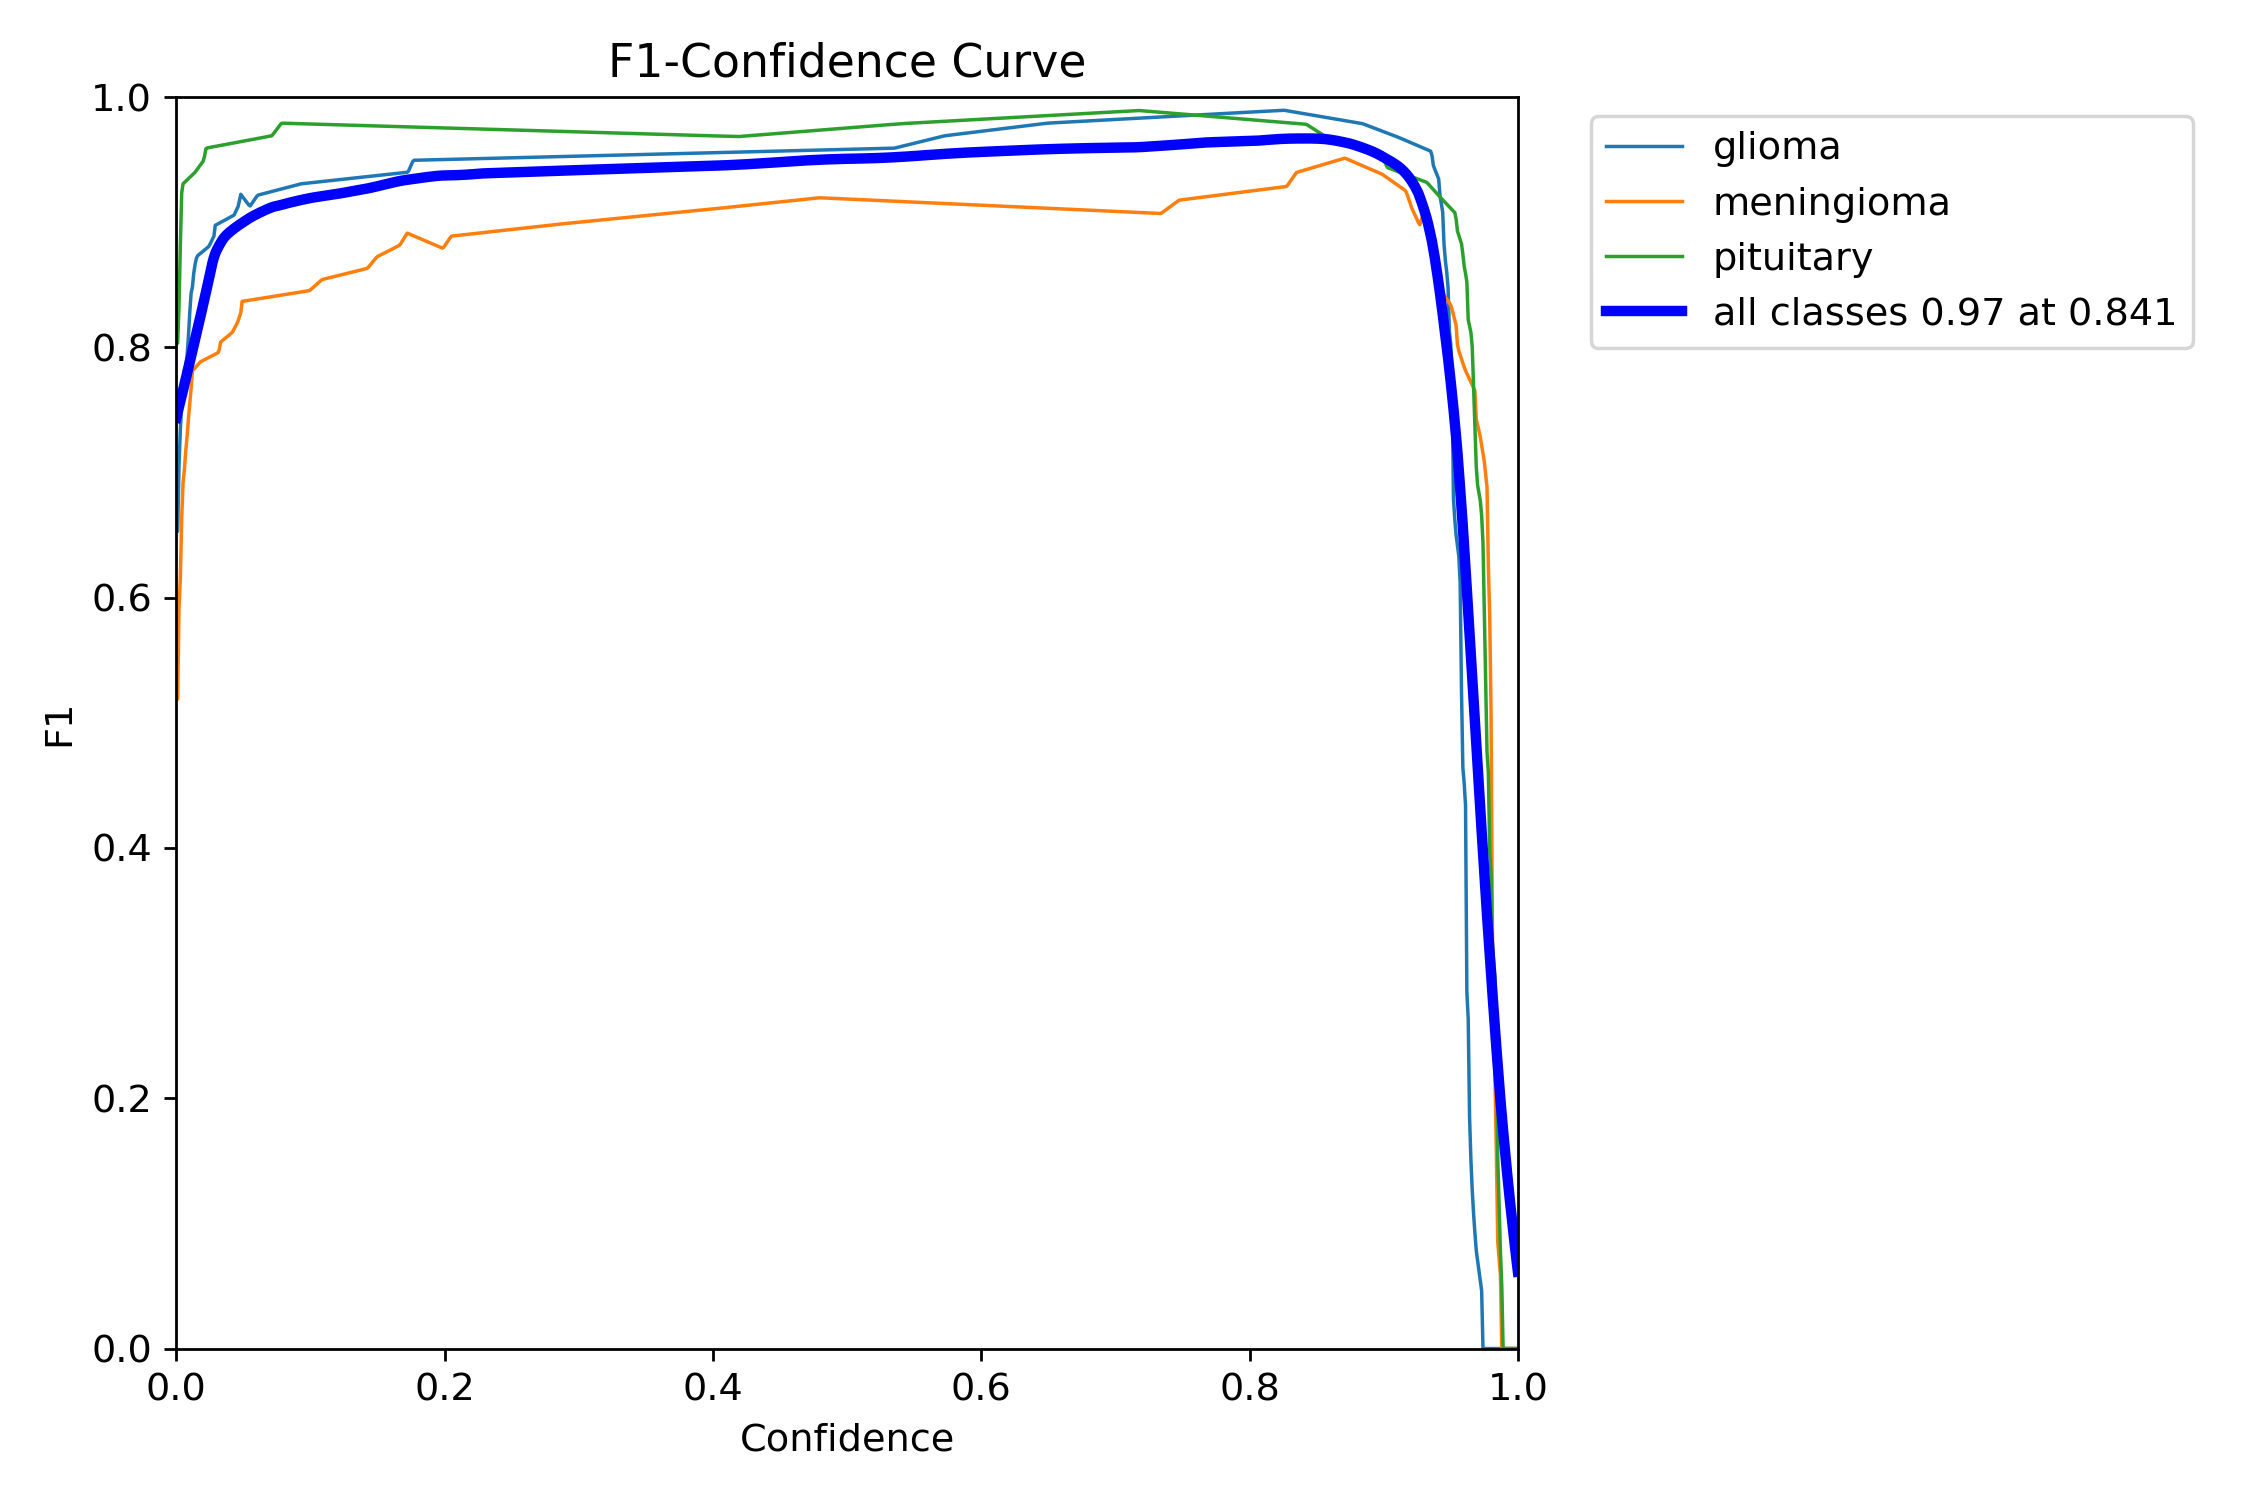 F1-Confidence Curve
1.0
0.8
0.6
0.4
0.2
0.0
F1
0.0 0.2 0.4 0.6 0.8 1.0
Confidence
glioma
meningioma
pituitary
all classes 0.97 at 0.841